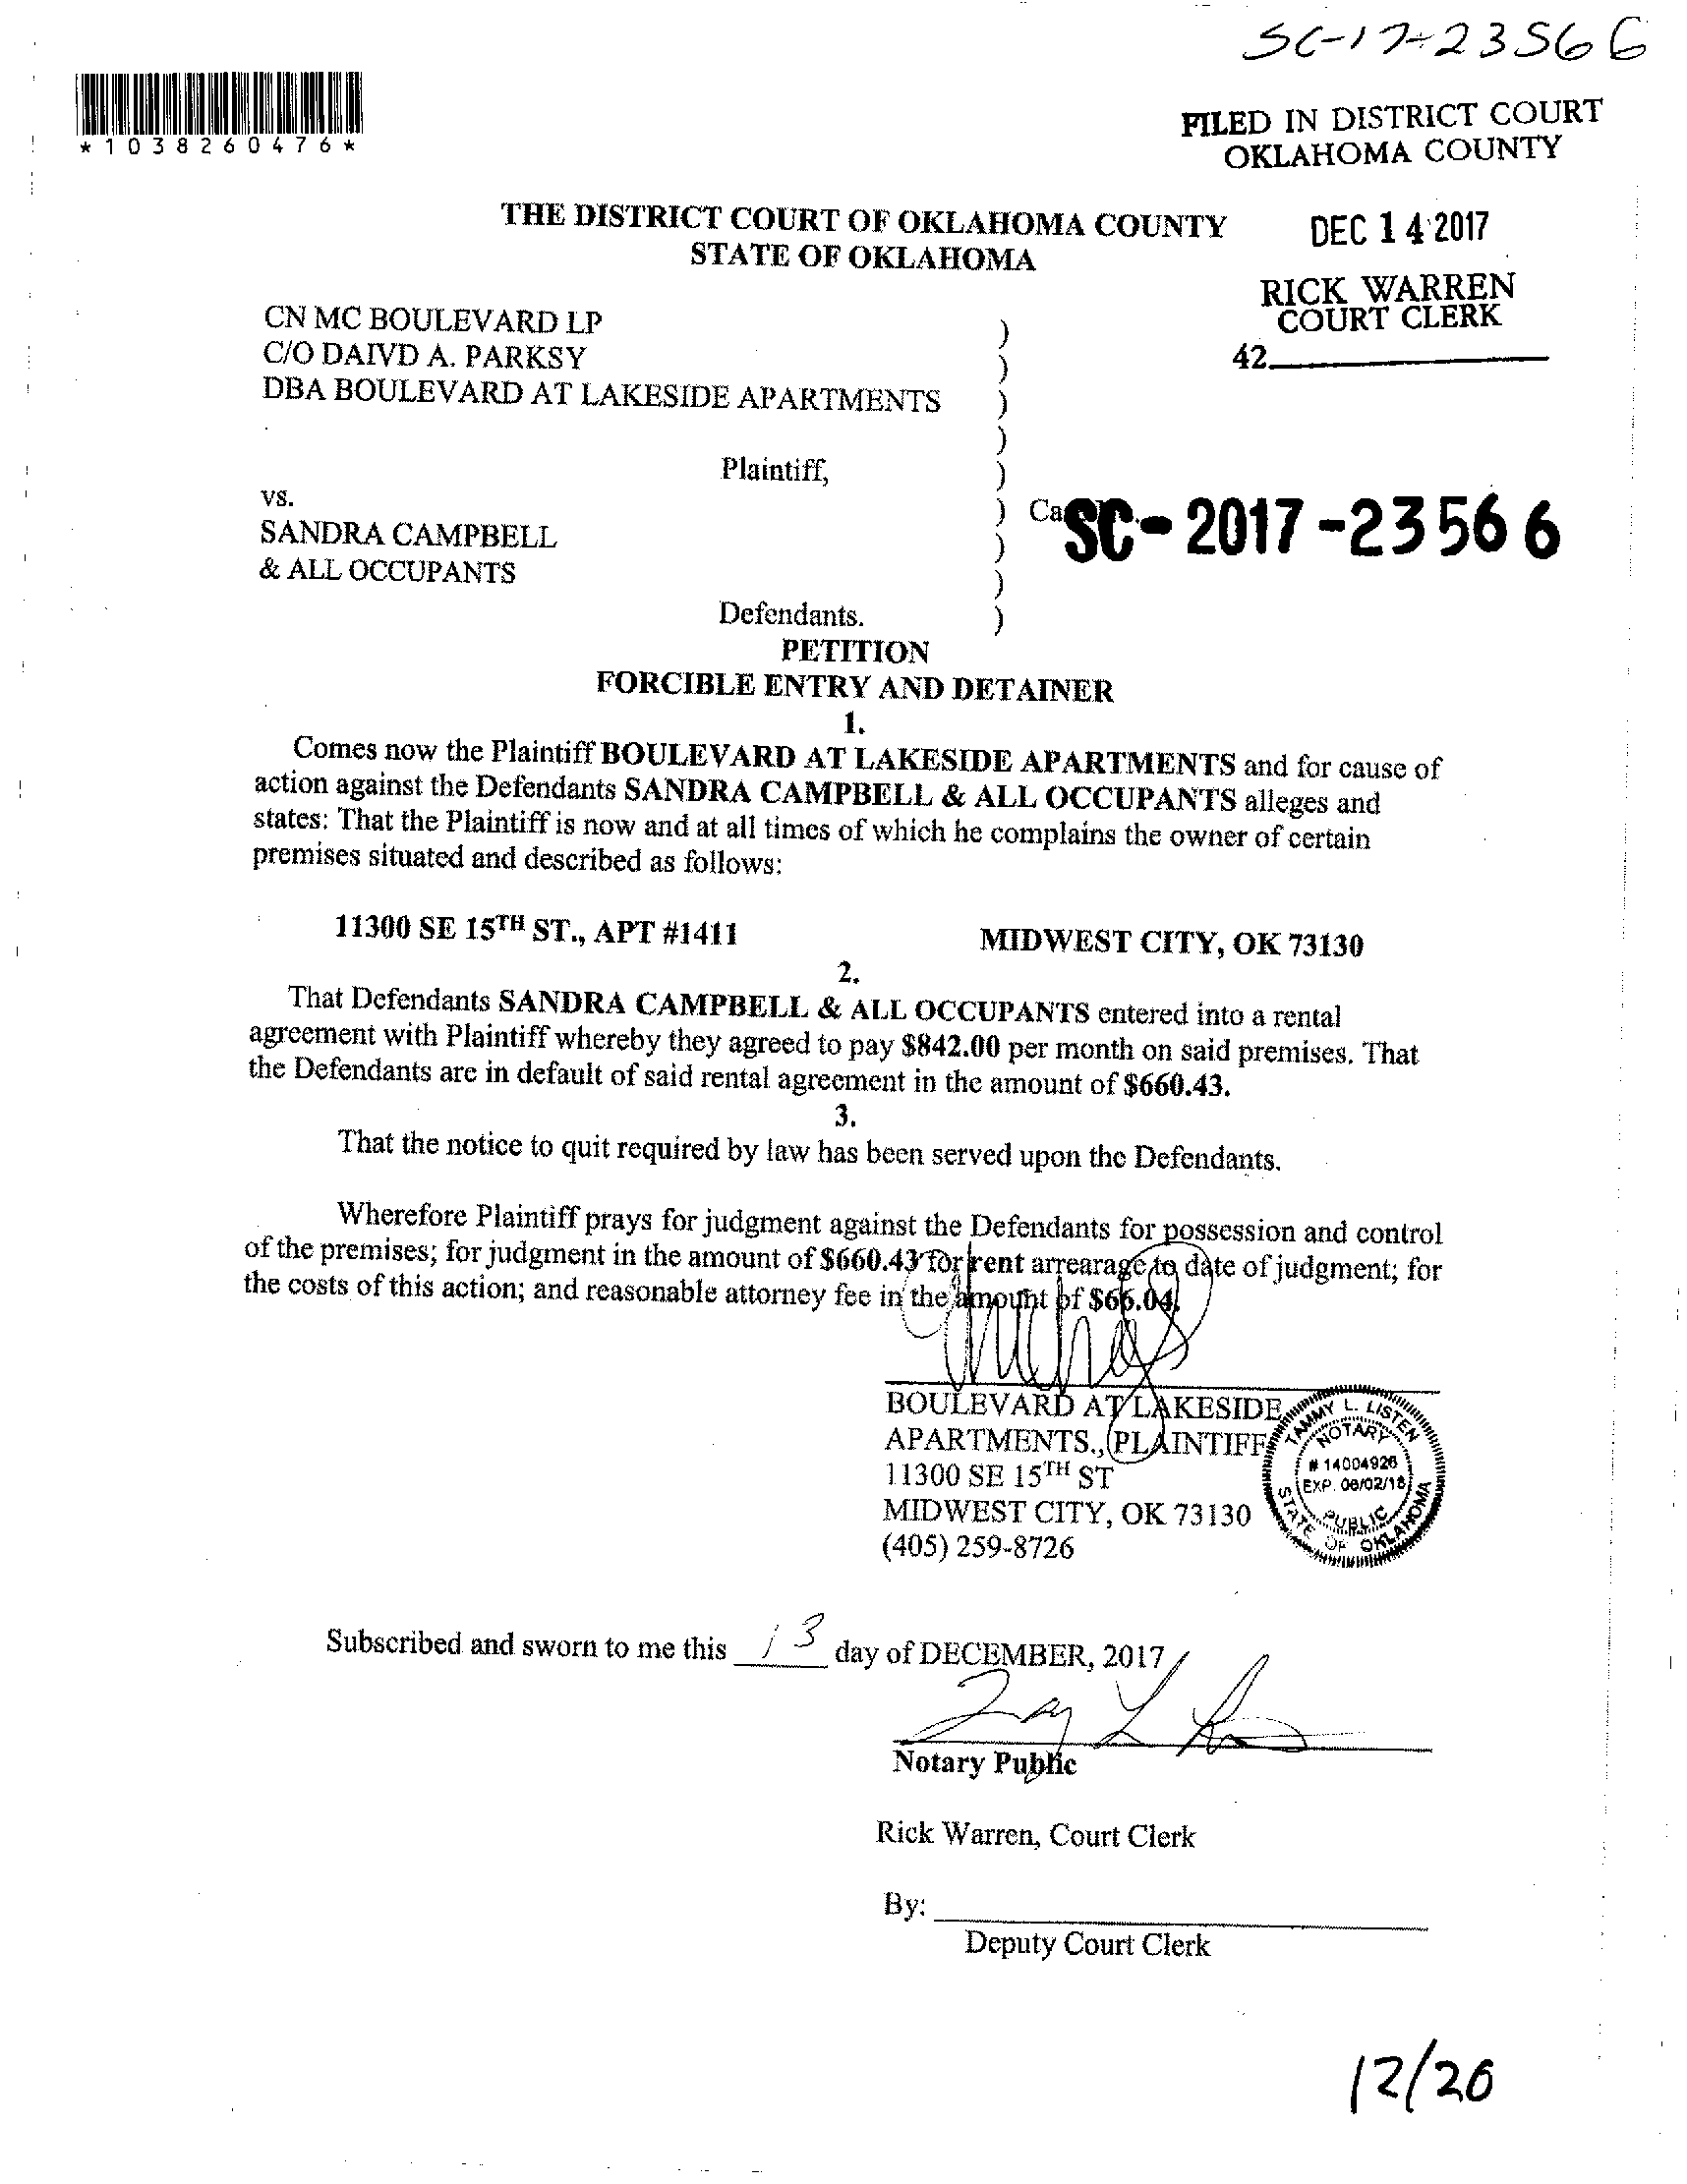 SC-17-23566
*1038260476*
FILED IN DISTRICT COURT
OKLAHOMA COUNTY
THE DISTRICT COURT OF OKLAHOMA COUNTY
STATE OF OKLAHOMA
DEC 14 2017
RICK WARREN
COURT CLERK
42
CN MC BOULEVARD LP )
C/O DAIVD A. PARKSY )
DBA BOULEVARD AT LAKESIDE APARTMENTS )
)
Plaintiff, )
vs. ) Ca SC-2017-23566
SANDRA CAMPBELL )
& ALL OCCUPANTS )
Defendants. )
PETITION
FORCIBLE ENTRY AND DETAINER
1.
Comes now the Plaintiff BOULEVARD AT LAKESIDE APARTMENTS and for cause of
action against the Defendants SANDRA CAMPBELL & ALL OCCUPANTS alleges and
states: That the Plaintiff is now and at all times of which he complains the owner of certain
premises situated and described as follows:
11300 SE 15TH ST., APT #1411 MIDWEST CITY, OK 73130
2.
That Defendants SANDRA CAMPBELL & ALL OCCUPANTS entered into a rental
agreement with Plaintiff whereby they agreed to pay $842.00 per month on said premises. That
the Defendants are in default of said rental agreement in the amount of $660.43.
3.
That the notice to quit required by law has been served upon the Defendants.
Wherefore Plaintiff prays for judgment against the Defendants for possession and control
of the premises; for judgment in the amount of $660.43 for rent arrearage to date of judgment; for
the costs of this action; and reasonable attorney fee in the amount of $66.04.
BOULEVARD AT LAKESIDE
APARTMENTS., PLAINTIFF
11300 SE 15TH ST
MIDWEST CITY, OK 73130
(405) 259-8726
TAMMY L. LISTEN
NOTARY
# 14004926
EXP. 06/02/18
PUBLIC
STATE OF OKLAHOMA
Subscribed and sworn to me this 13 day of DECEMBER, 2017
Notary Public
Rick Warren, Court Clerk
By:
Deputy Court Clerk
12/20